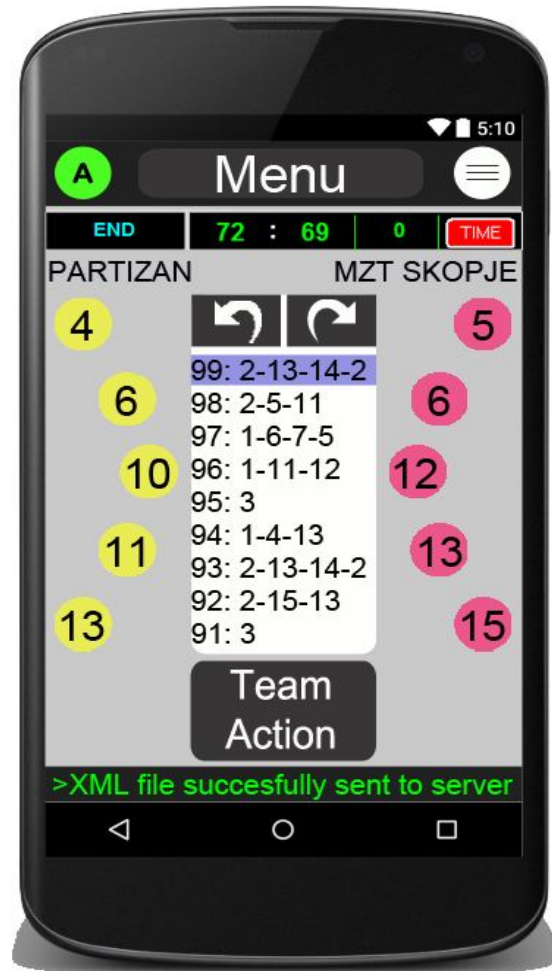 5:10
A Menu
END 72 : 69 0 TIME
PARTIZAN MZT SKOPJE
4 5
99: 2-13-14-2
6 98: 2-5-11 6
97: 1-6-7-5
10 96: 1-11-12 12
95: 3
11 94: 1-4-13 13
93: 2-13-14-2
13 92: 2-15-13 15
91: 3
Team
Action
>XML file succesfully sent to server